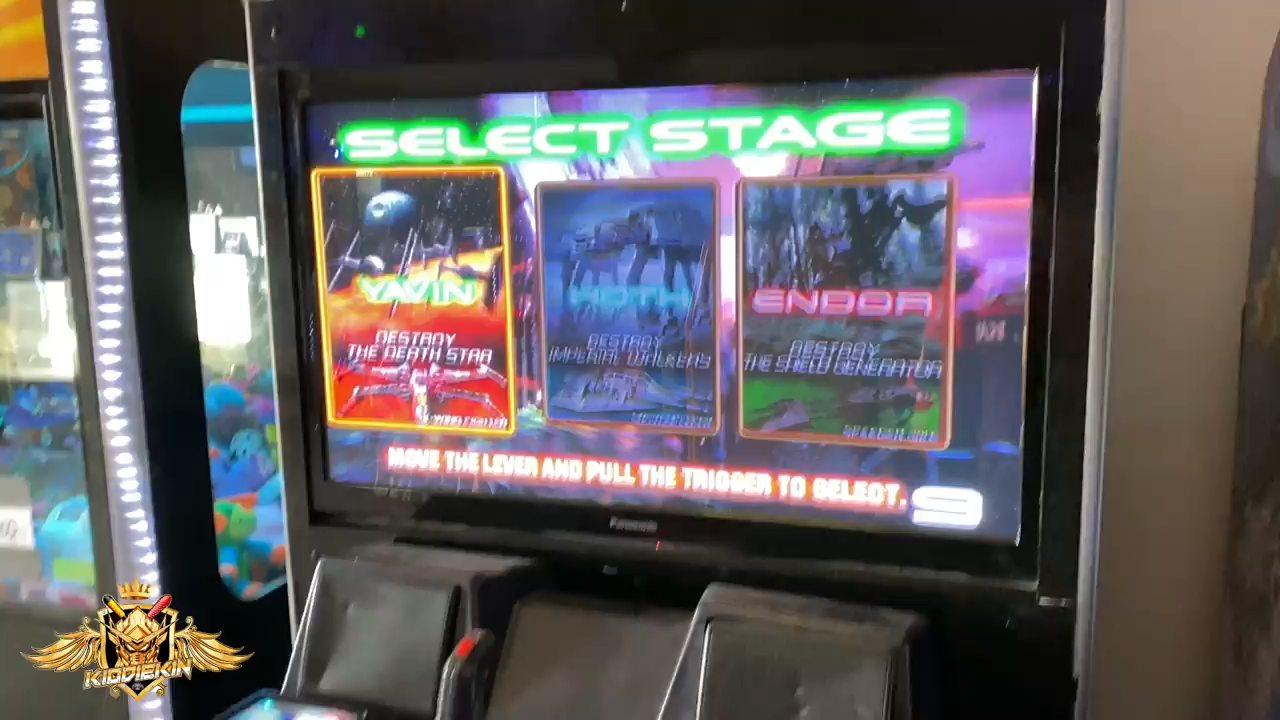 SELECT STAGE
YAVIN
DESTROY
THE DEATH STAR
HOTH
DESTROY
IMPERIAL WALKERS
ENDOR
DESTROY
THE SHIELD GENERATOR
MOVE THE LEVER AND PULL THE TRIGGER TO SELECT.
9
Panasonic
KIDDIEKIN